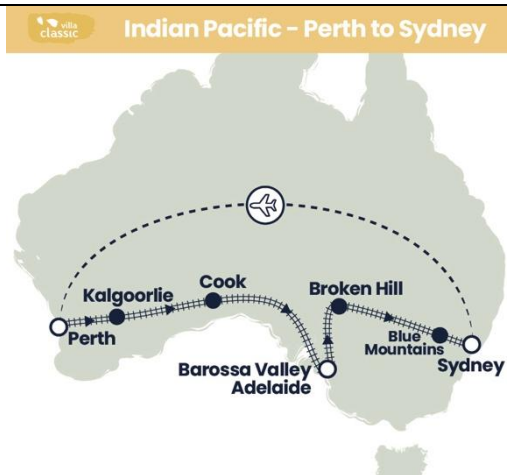 villa
classic
Indian Pacific - Perth to Sydney
Kalgoorlie
Cook
Broken Hill
Perth
Blue
Mountains
Sydney
Barossa Valley
Adelaide